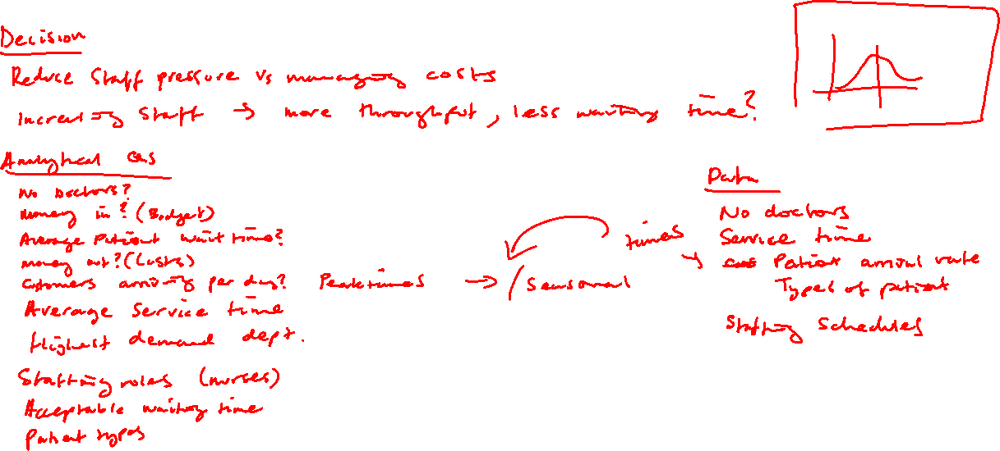 Decision
Reduce Staff pressure vs managing costs
Increasing Staff → more throughput, less waiting time?
Analytical Qs
No Doctors?
Money in? (Budget)
Average Patient wait time?
Money out? (Costs)
Customers arriving per day? Peak times → / Seasonal
Average Service time
Highest demand dept.
Staffing roles (nurses)
Acceptable waiting time
Patient types
times
Data
No doctors
Service time
→ Patient arrival rate
Types of patient
Staffing Schedules